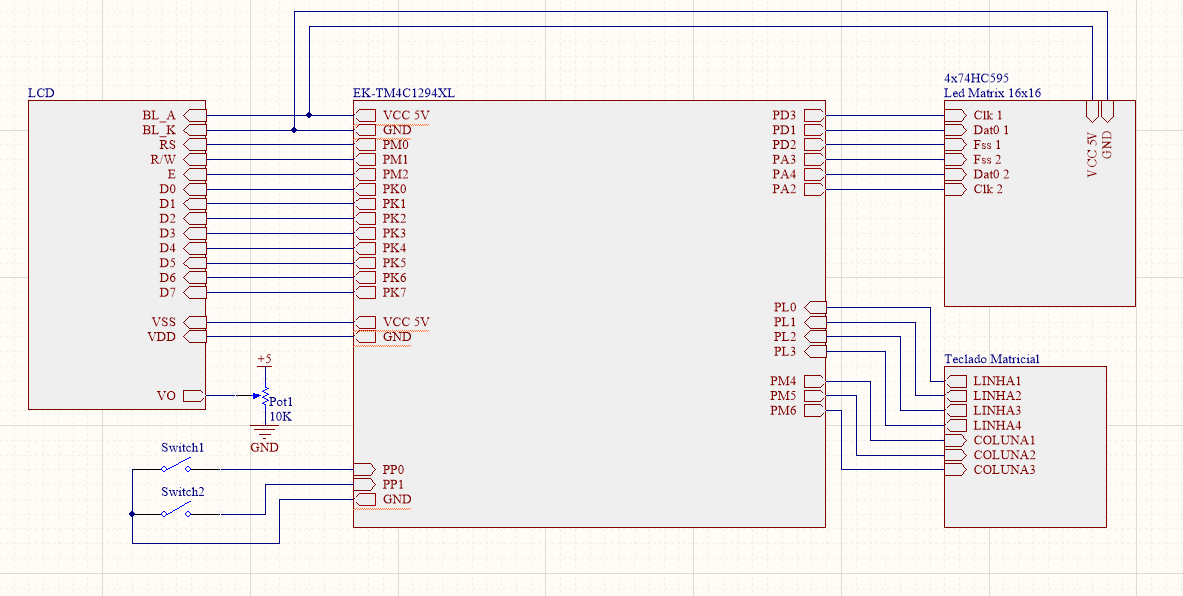 4x74HC595
LCD
EK-TM4C1294XL
Led Matrix 16x16
BL_A
VCC 5V
PD3
Clk 1
BL_K
GND
PD1
Dat0 1
RS
PM0
PD2
Fss 1
R/W
PM1
PA3
Fss 2
E
PM2
PA4
Dat0 2
D0
PK0
PA2
Clk 2
VCC 5V
GND
D1
PK1
D2
PK2
D3
PK3
D4
PK4
D5
PK5
D6
PK6
D7
PK7
PL0
VSS
VCC 5V
PL1
VDD
GND
PL2
PL3
+5
Teclado Matricial
PM4
LINHA1
VO
PM5
LINHA2
Pot1
10K
PM6
LINHA3
LINHA4
GND
COLUNA1
Switch1
COLUNA2
PP0
COLUNA3
PP1
Switch2
GND